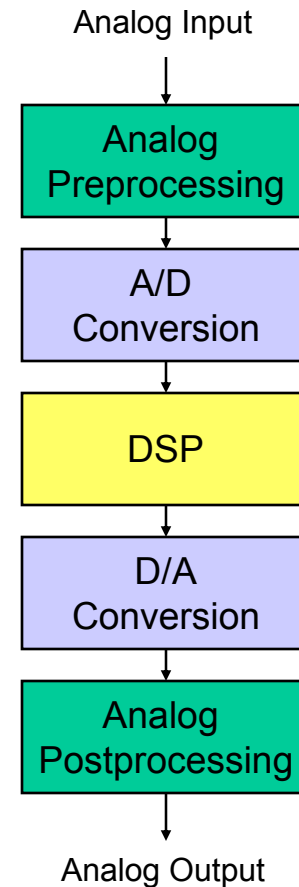 Analog Input
Analog
Preprocessing
A/D
Conversion
DSP
D/A
Conversion
Analog
Postprocessing
Analog Output